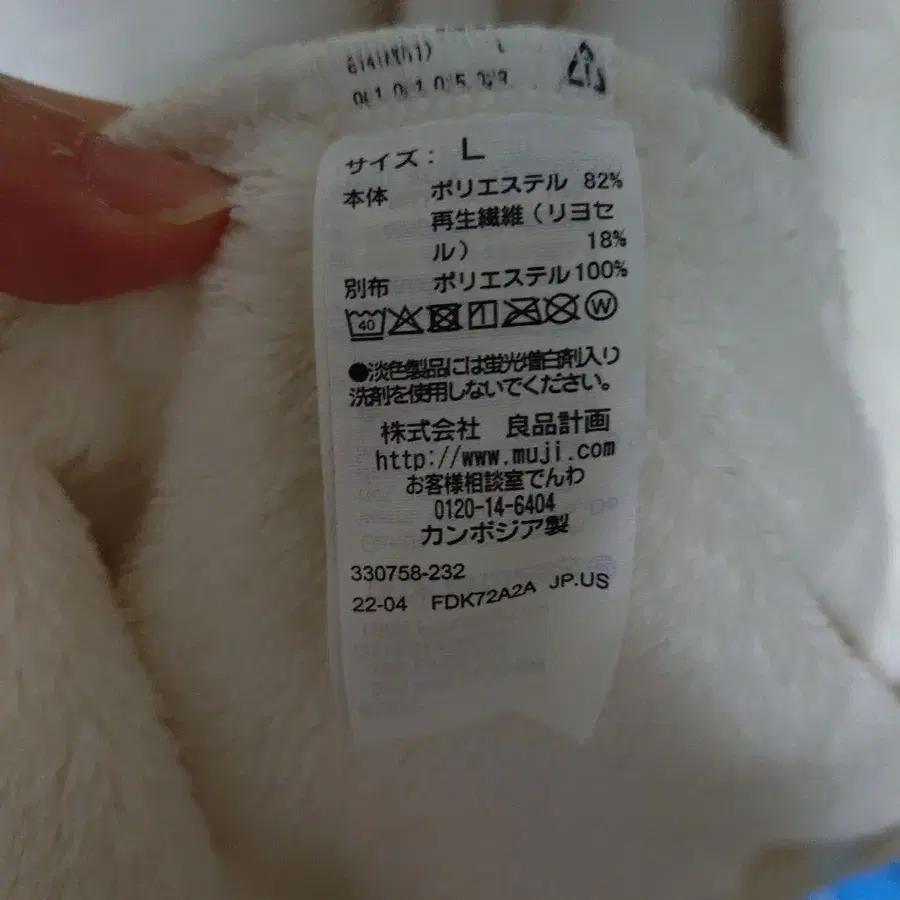 サイズ： L
本体 ポリエステル 82%
再生繊維（リヨセ
ル） 18%
別布 ポリエステル100%
40 W
●淡色製品には蛍光増白剤入り
洗剤を使用しないでください。
株式会社 良品計画
http://www.muji.com
お客様相談室でんわ
0120-14-6404
カンボジア製
330758-232
22-04 FDK72A2A JP.US